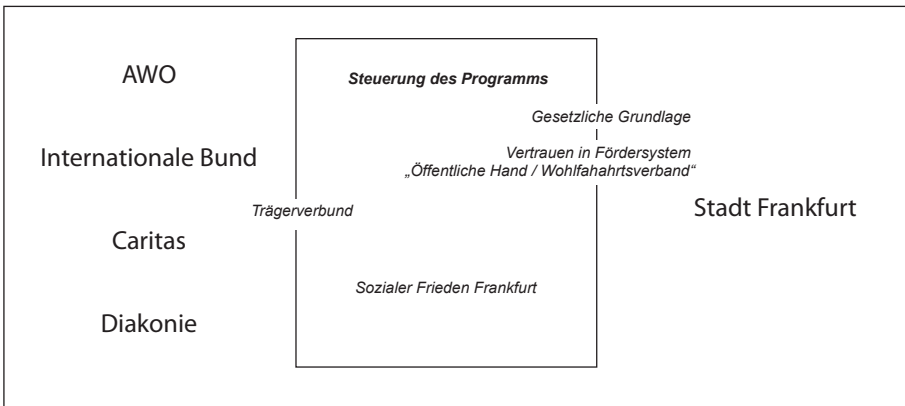 AWO
Internationale Bund
Caritas
Diakonie
Trägerverbund
Steuerung des Programms
Gesetzliche Grundlage
Vertrauen in Fördersystem
„Öffentliche Hand / Wohlfahahrtsverband“
Sozialer Frieden Frankfurt
Stadt Frankfurt